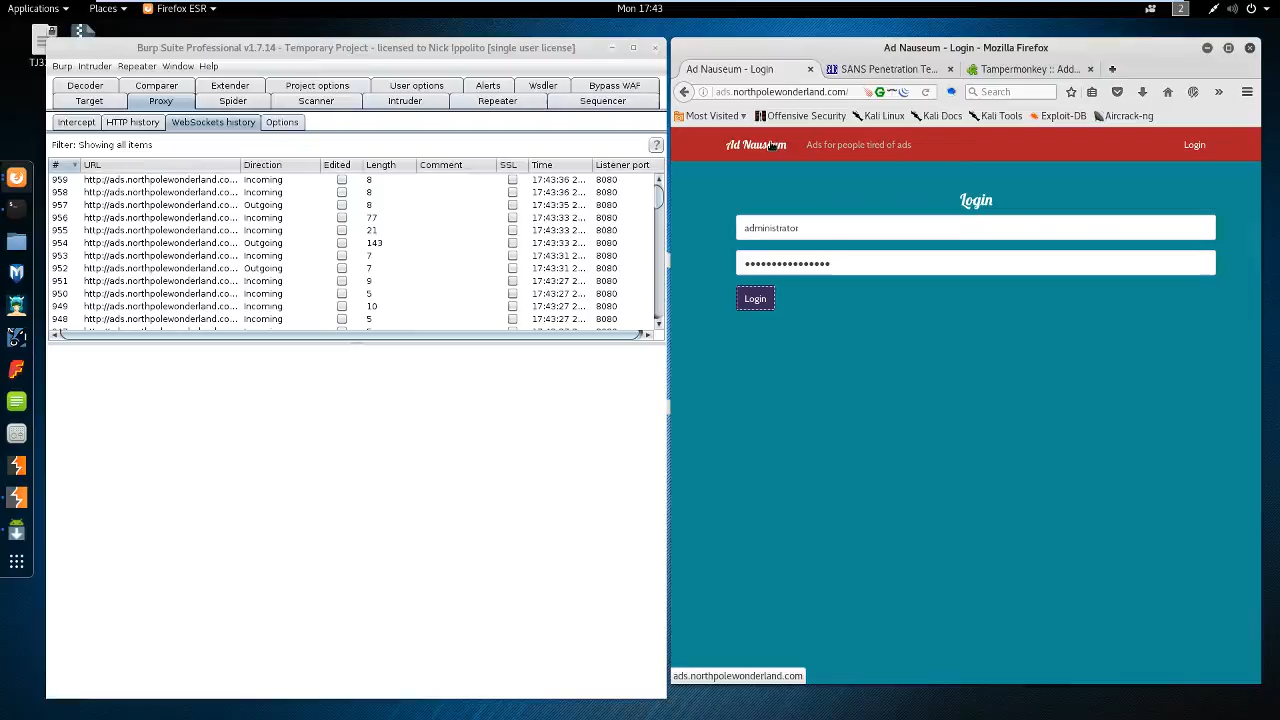 Applications Places Firefox ESR Mon 17:43 2
Burp Suite Professional v1.7.14 - Temporary Project - licensed to Nick Ippolito [single user license]
Burp Intruder Repeater Window Help
Decoder Comparer Extender Project options User options Alerts Wsdler Bypass WAF
Target Proxy Spider Scanner Intruder Repeater Sequencer
Intercept HTTP history WebSockets history Options
Filter: Showing all items ?
# URL Direction Edited Length Comment SSL Time Listener port
959 http://ads.northpolewonderland.co... Incoming 8 17:43:36 2... 8080
958 http://ads.northpolewonderland.co... Incoming 8 17:43:36 2... 8080
957 http://ads.northpolewonderland.co... Outgoing 8 17:43:35 2... 8080
956 http://ads.northpolewonderland.co... Incoming 77 17:43:33 2... 8080
955 http://ads.northpolewonderland.co... Incoming 21 17:43:33 2... 8080
954 http://ads.northpolewonderland.co... Outgoing 143 17:43:33 2... 8080
953 http://ads.northpolewonderland.co... Incoming 7 17:43:31 2... 8080
952 http://ads.northpolewonderland.co... Outgoing 7 17:43:31 2... 8080
951 http://ads.northpolewonderland.co... Incoming 9 17:43:27 2... 8080
950 http://ads.northpolewonderland.co... Incoming 5 17:43:27 2... 8080
949 http://ads.northpolewonderland.co... Incoming 10 17:43:27 2... 8080
948 http://ads.northpolewonderland.co... Incoming 5 17:43:27 2... 8080
Ad Nauseum - Login - Mozilla Firefox
Ad Nauseum - Login SANS Penetration Te... Tampermonkey :: Add...
ads.northpolewonderland.com/ Search
Most Visited Offensive Security Kali Linux Kali Docs Kali Tools Exploit-DB Aircrack-ng
Ad Nauseum Ads for people tired of ads Login
Login
administrator
••••••••••••••••
Login
ads.northpolewonderland.com